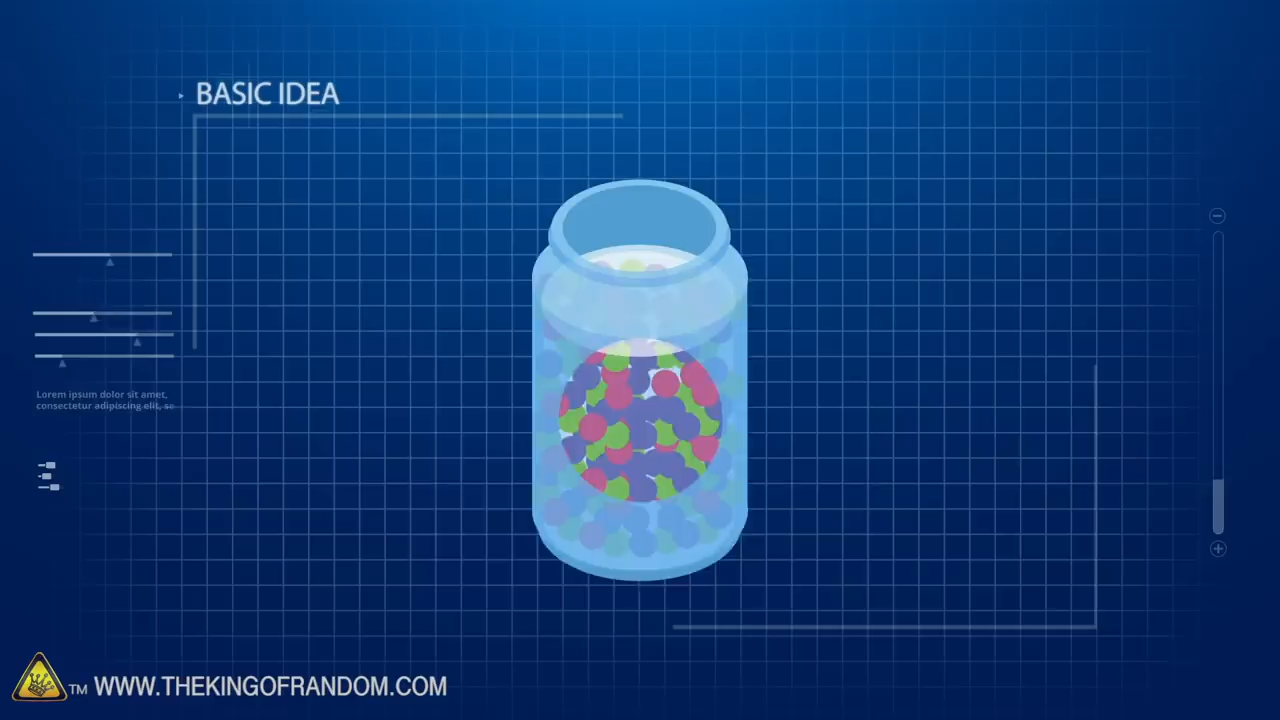 BASIC IDEA
Lorem ipsum dolor sit amet,
consectetur adipiscing elit, se
TM WWW.THEKINGOFRANDOM.COM